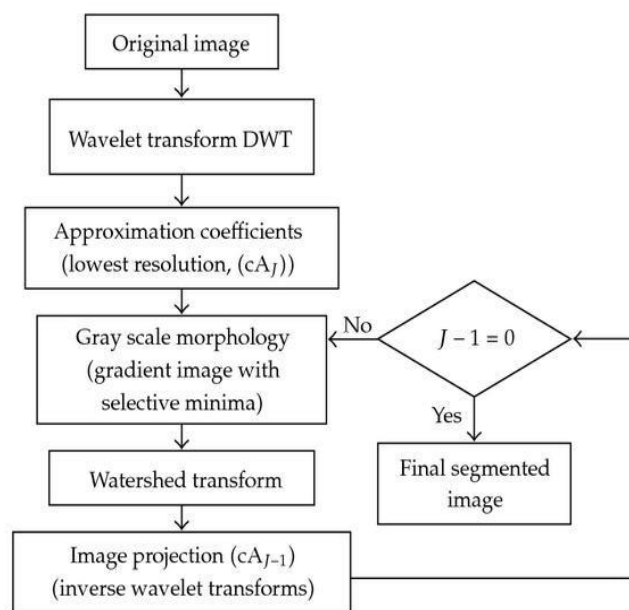 Original image
Wavelet transform DWT
Approximation coefficients
(lowest resolution, (cA_J))
Gray scale morphology
(gradient image with
selective minima)
No
J − 1 = 0
Yes
Watershed transform
Final segmented
image
Image projection (cA_{J−1})
(inverse wavelet transforms)